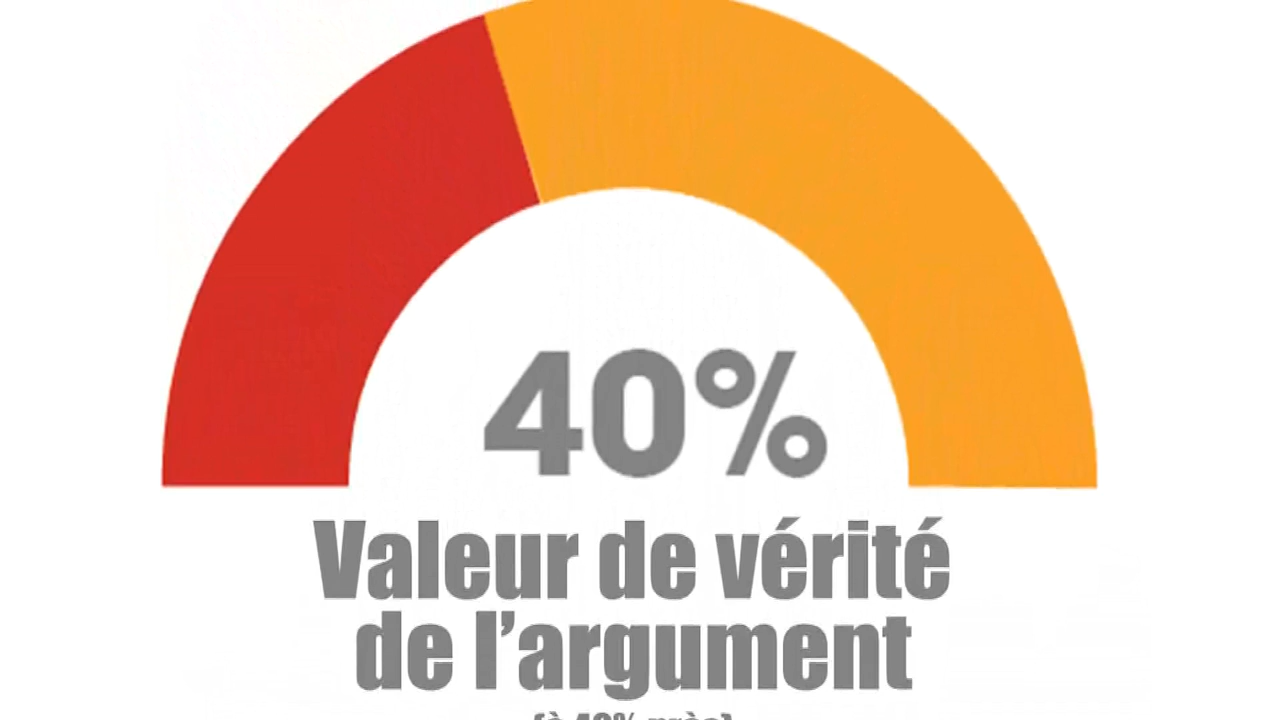 40%
Valeur de vérité
de l’argument